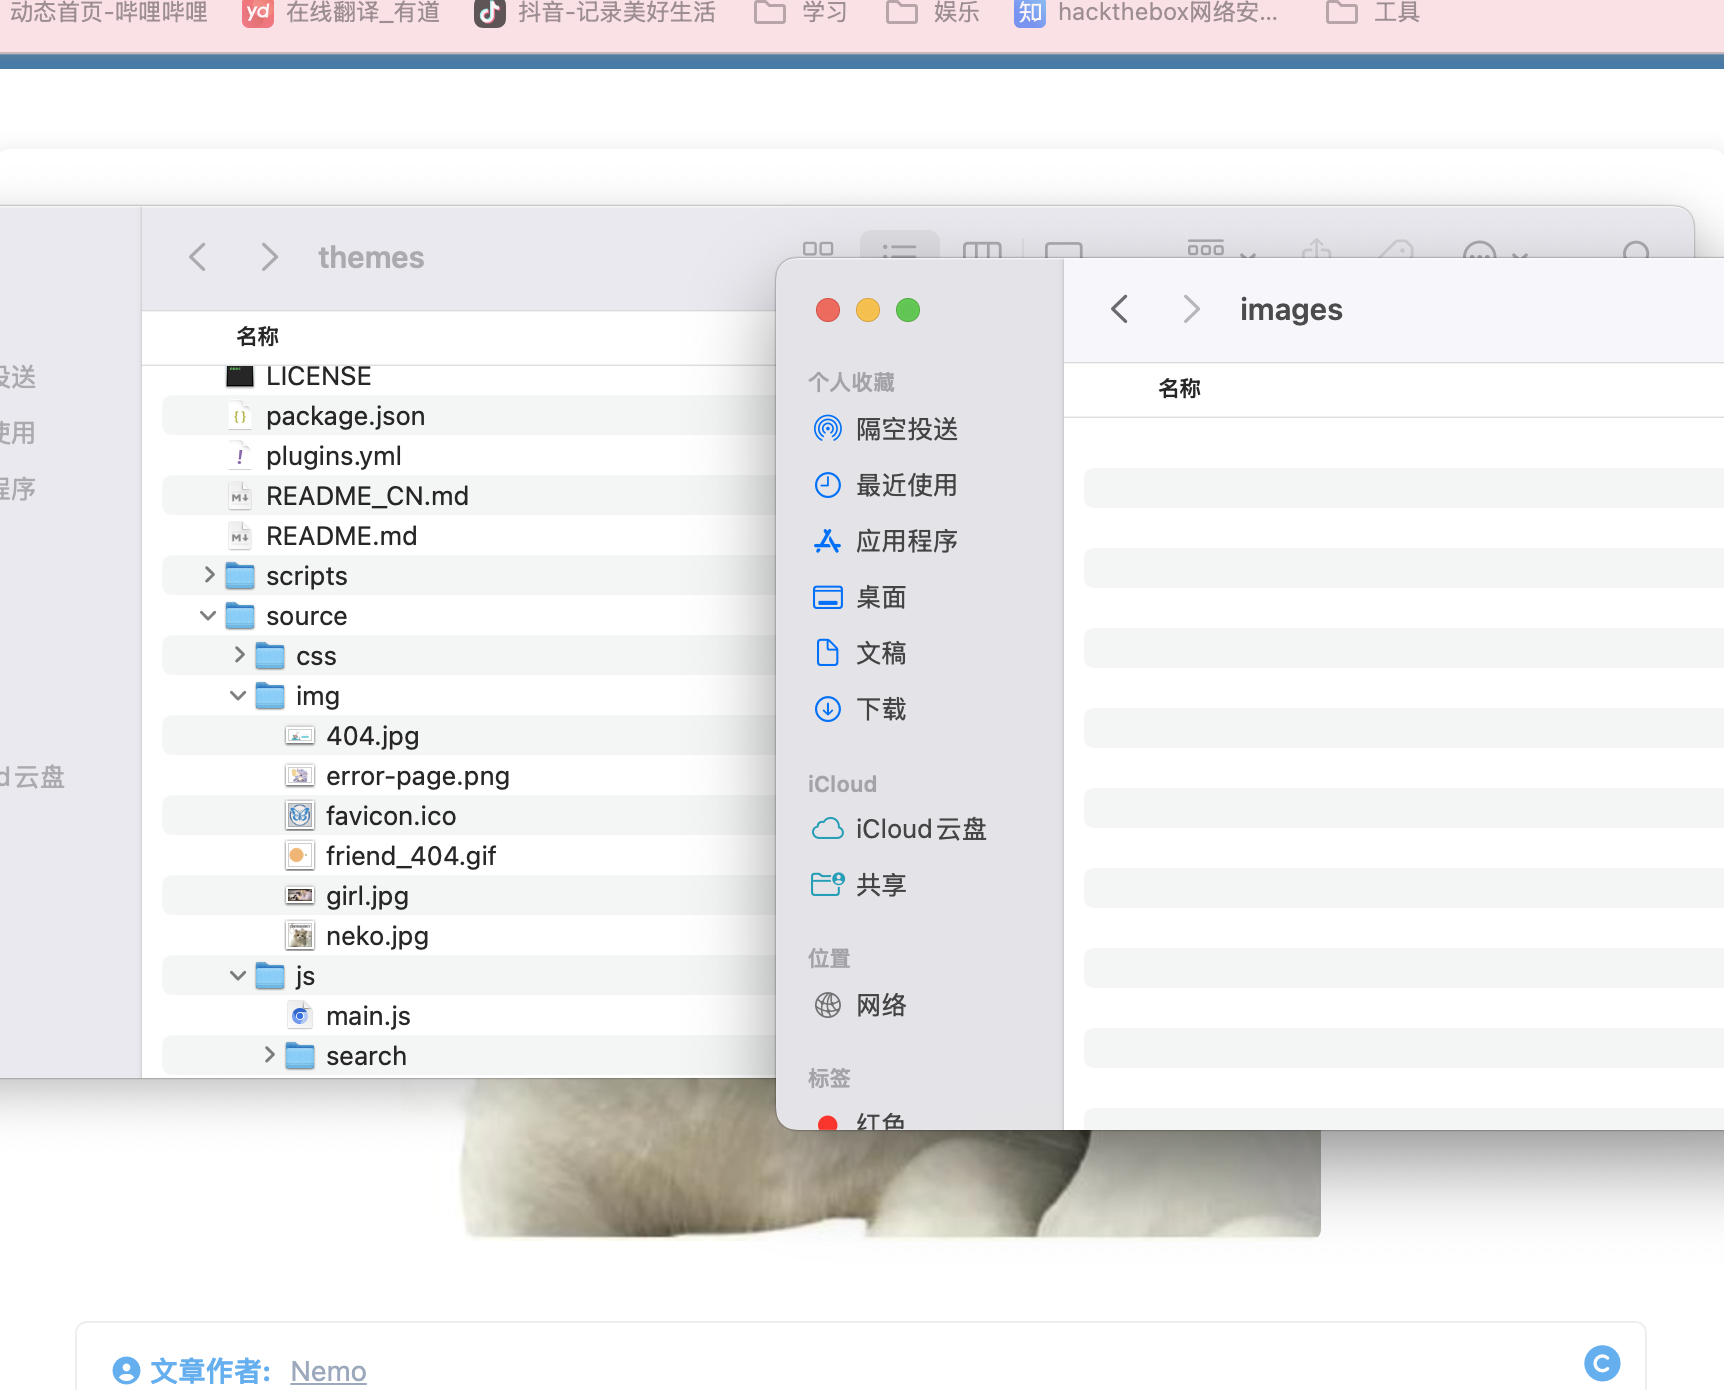 动态首页-哔哩哔哩
yd
在线翻译_有道
抖音-记录美好生活
学习
娱乐
知
hackthebox网络安...
工具
themes
名称
LICENSE
package.json
plugins.yml
README_CN.md
README.md
scripts
source
css
img
404.jpg
error-page.png
favicon.ico
friend_404.gif
girl.jpg
neko.jpg
js
main.js
search
投送
使用
程序
d云盘
images
名称
个人收藏
隔空投送
最近使用
应用程序
桌面
文稿
下载
iCloud
iCloud云盘
共享
位置
网络
标签
红色
文章作者: Nemo